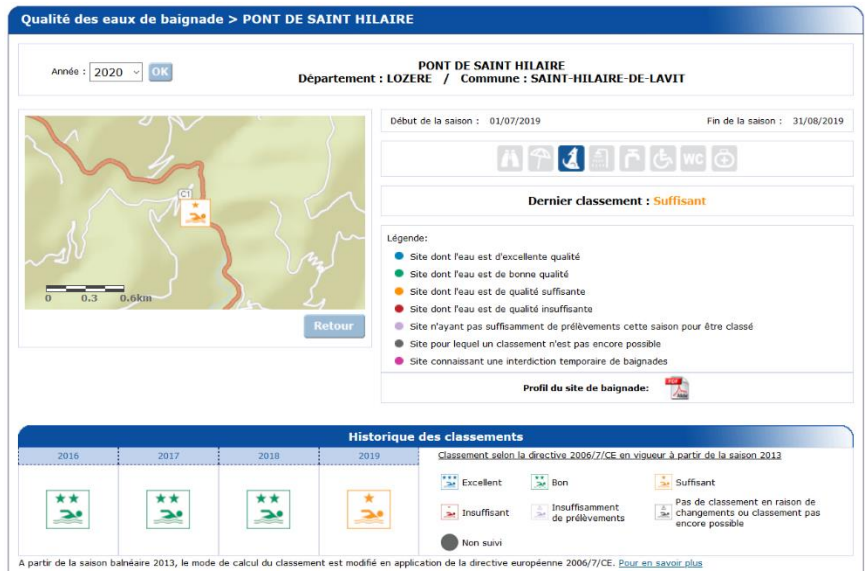 Qualité des eaux de baignade > PONT DE SAINT HILAIRE
Année : 2020 OK
PONT DE SAINT HILAIRE
Département : LOZERE / Commune : SAINT-HILAIRE-DE-LAVIT
C1
0 0.3 0.6km
Retour
Début de la saison : 01/07/2019 Fin de la saison : 31/08/2019
WC
Dernier classement : Suffisant
Légende:
Site dont l'eau est d'excellente qualité
Site dont l'eau est de bonne qualité
Site dont l'eau est de qualité suffisante
Site dont l'eau est de qualité insuffisante
Site n'ayant pas suffisamment de prélèvements cette saison pour être classé
Site pour lequel un classement n'est pas encore possible
Site connaissant une interdiction temporaire de baignades
Profil du site de baignade: PDF
Historique des classements
2016 2017 2018 2019
Classement selon la directive 2006/7/CE en vigueur à partir de la saison 2013
Excellent Bon Suffisant
Insuffisant
Insuffisamment
de prélèvements
Pas de classement en raison de
changements ou classement pas
encore possible
Non suivi
A partir de la saison balnéaire 2013, le mode de calcul du classement est modifié en application de la directive européenne 2006/7/CE. Pour en savoir plus